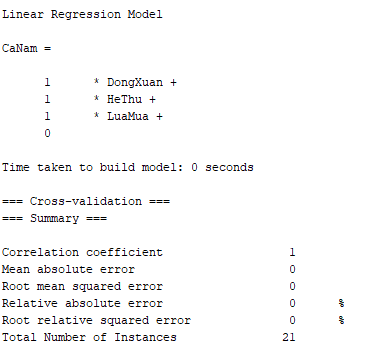 Linear Regression Model
CaNam =
1 * DongXuan +
1 * HeThu +
1 * LuaMua +
0
Time taken to build model: 0 seconds
=== Cross-validation ===
=== Summary ===
Correlation coefficient 1
Mean absolute error 0
Root mean squared error 0
Relative absolute error 0 %
Root relative squared error 0 %
Total Number of Instances 21